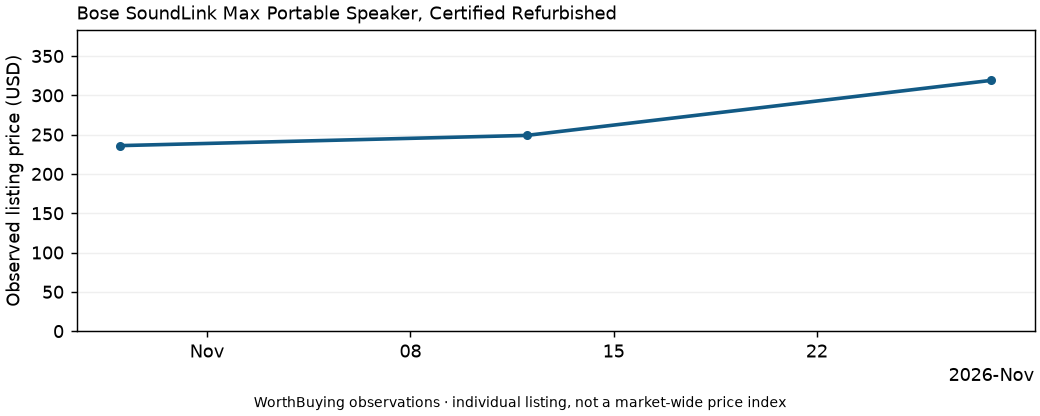 Bose SoundLink Max Portable Speaker, Certified Refurbished
Observed listing price (USD)
350
300
250
200
150
100
50
0
Nov
08
15
22
2026-Nov
WorthBuying observations · individual listing, not a market-wide price index